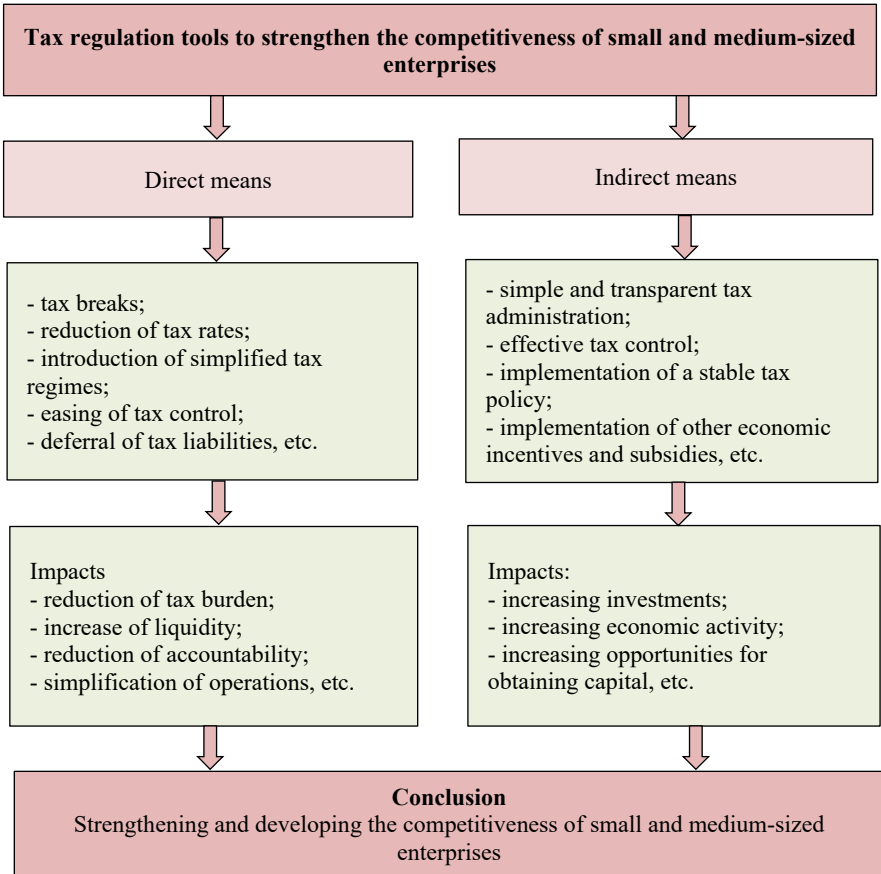 Tax regulation tools to strengthen the competitiveness of small and medium-sized
enterprises
Direct means
Indirect means
- tax breaks;
- reduction of tax rates;
- introduction of simplified tax
regimes;
- easing of tax control;
- deferral of tax liabilities, etc.
- simple and transparent tax
administration;
- effective tax control;
- implementation of a stable tax
policy;
- implementation of other economic
incentives and subsidies, etc.
Impacts
- reduction of tax burden;
- increase of liquidity;
- reduction of accountability;
- simplification of operations, etc.
Impacts:
- increasing investments;
- increasing economic activity;
- increasing opportunities for
obtaining capital, etc.
Conclusion
Strengthening and developing the competitiveness of small and medium-sized
enterprises